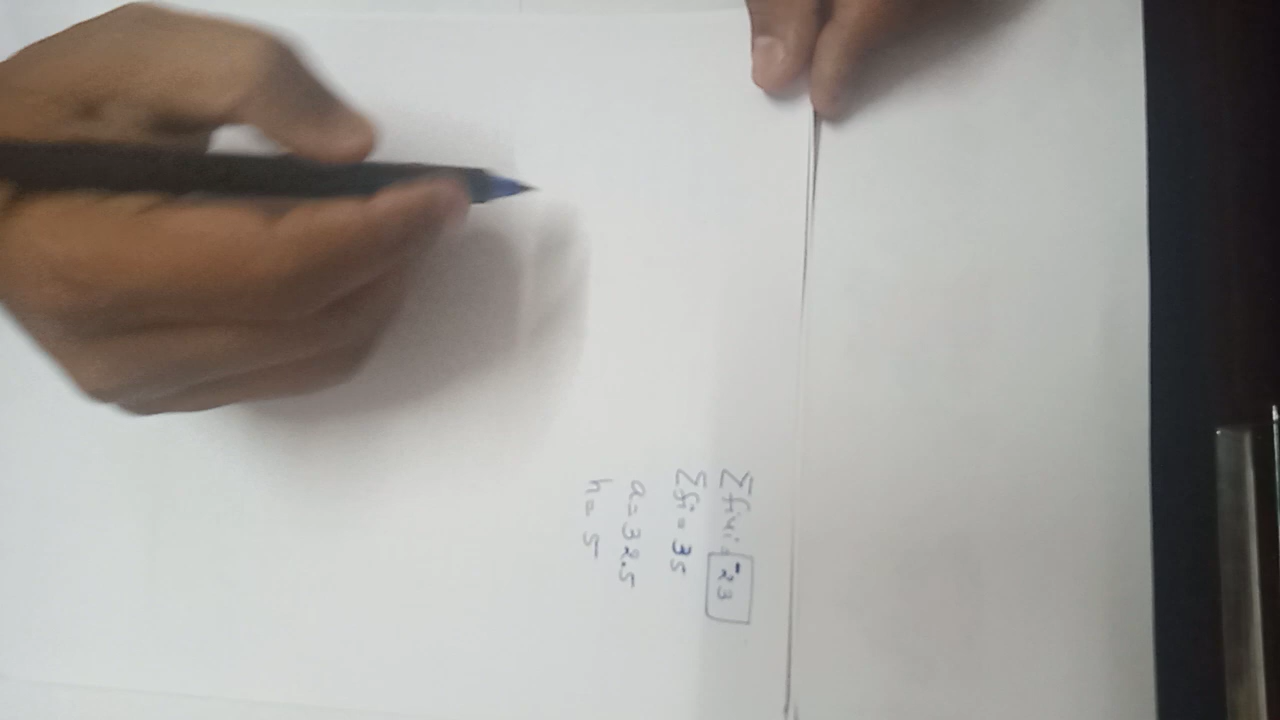 Σfiui = -23
Σfi = 35
a = 32.5
h = 5